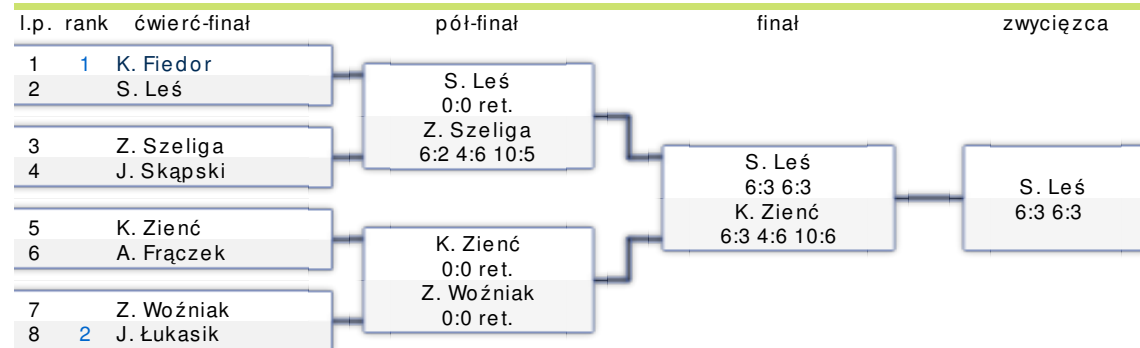 l.p. rank ćwierć-finał pół-finał finał zwycięzca
1 1 K. Fiedor
2 S. Leś
3 Z. Szeliga
4 J. Skąpski
5 K. Zienć
6 A. Frączek
7 Z. Woźniak
8 2 J. Łukasik
S. Leś
0:0 ret.
Z. Szeliga
6:2 4:6 10:5
K. Zienć
0:0 ret.
Z. Woźniak
0:0 ret.
S. Leś
6:3 6:3
K. Zienć
6:3 4:6 10:6
S. Leś
6:3 6:3